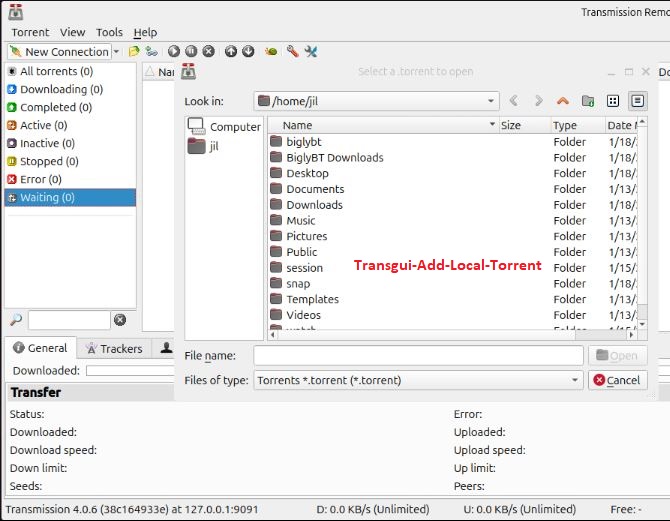 Transmission Remo
Torrent View Tools Help
New Connection
All torrents (0)
Downloading (0)
Completed (0)
Active (0)
Inactive (0)
Stopped (0)
Error (0)
Waiting (0)
Select a .torrent to open
Look in: /home/jil
Computer
jil
Name Size Type Date
biglybt Folder 1/18/
BiglyBT Downloads Folder 1/18/
Desktop Folder 1/18/
Documents Folder 1/13/
Downloads Folder 1/18/
Music Folder 1/13/
Pictures Folder 1/13/
Public Folder 1/13/
session Folder 1/15/
snap Folder 1/18/
Templates Folder 1/13/
Videos Folder 1/13/
Transgui-Add-Local-Torrent
File name: Open
Files of type: Torrents *.torrent (*.torrent) Cancel
General Trackers
Downloaded:
Transfer
Status: Error:
Downloaded: Uploaded:
Download speed: Upload speed:
Down limit: Up limit:
Seeds: Peers:
Transmission 4.0.6 (38c164933e) at 127.0.0.1:9091 D: 0.0 KB/s (Unlimited) U: 0.0 KB/s (Unlimited) Free: -